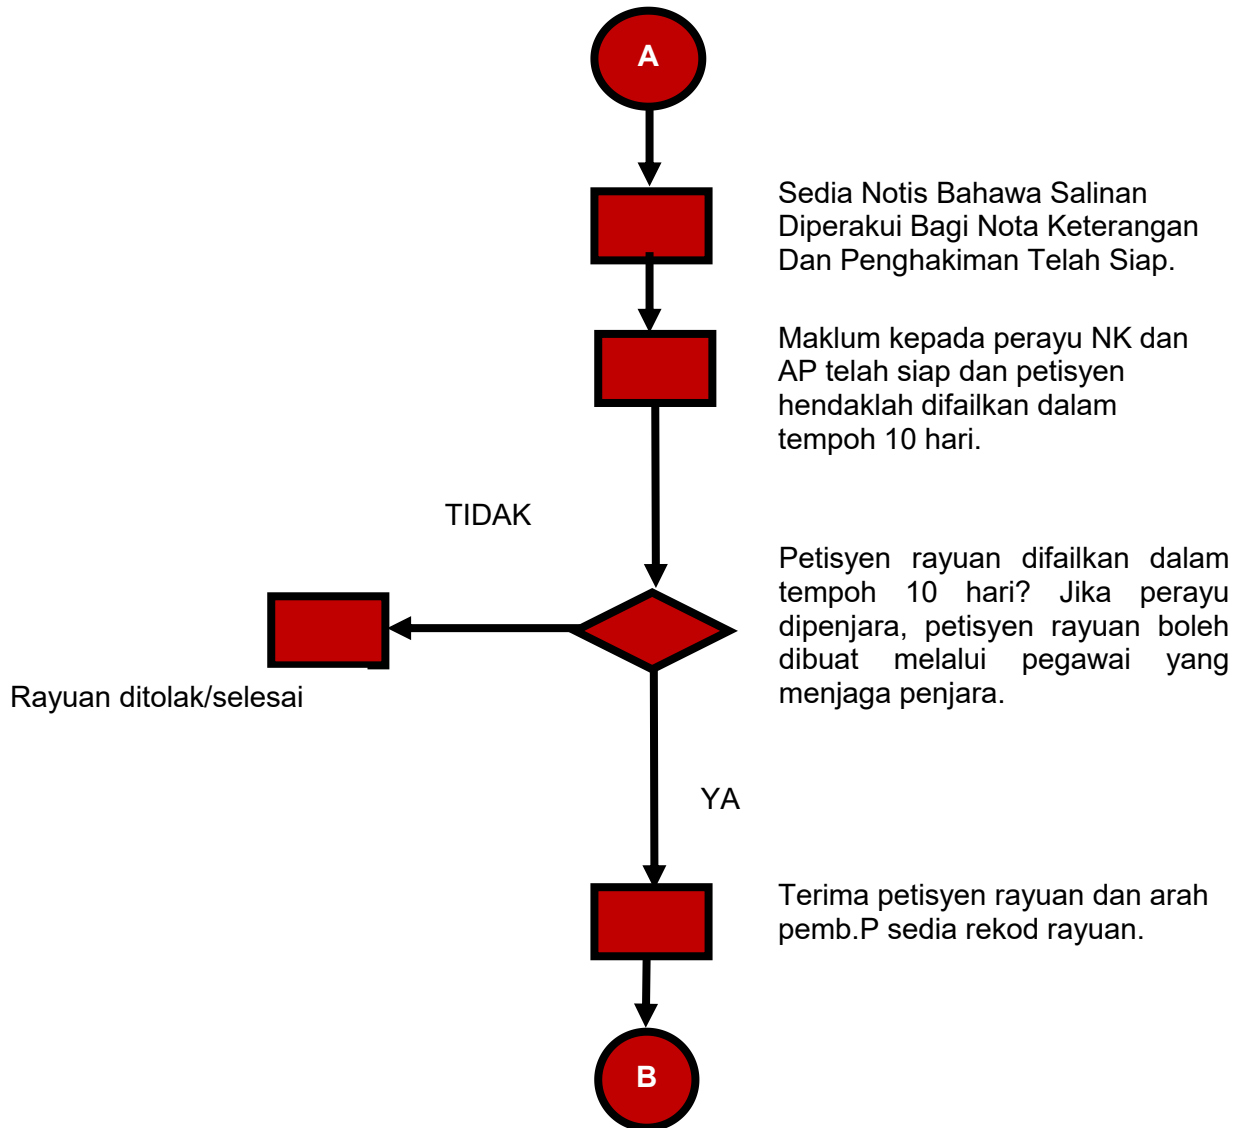 A
Sedia Notis Bahawa Salinan
Diperakui Bagi Nota Keterangan
Dan Penghakiman Telah Siap.
Maklum kepada perayu NK dan
AP telah siap dan petisyen
hendaklah difailkan dalam
tempoh 10 hari.
TIDAK
Petisyen rayuan difailkan dalam
tempoh 10 hari? Jika perayu
dipenjara, petisyen rayuan boleh
dibuat melalui pegawai yang
menjaga penjara.
Rayuan ditolak/selesai
YA
Terima petisyen rayuan dan arah
pemb.P sedia rekod rayuan.
B